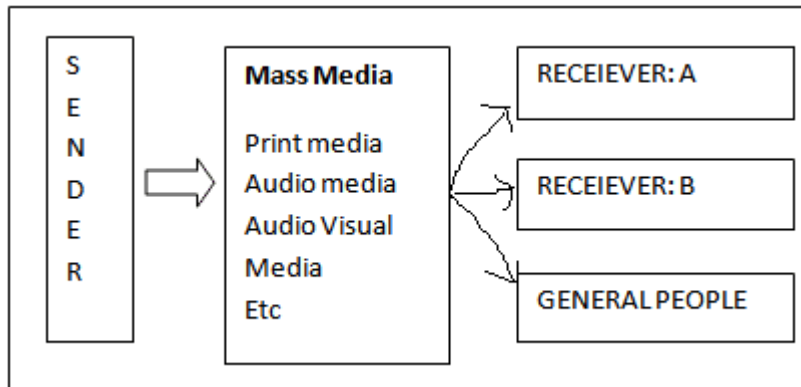 S
E
N
D
E
R
Mass Media
Print media
Audio media
Audio Visual
Media
Etc
RECEIEVER: A
RECEIEVER: B
GENERAL PEOPLE